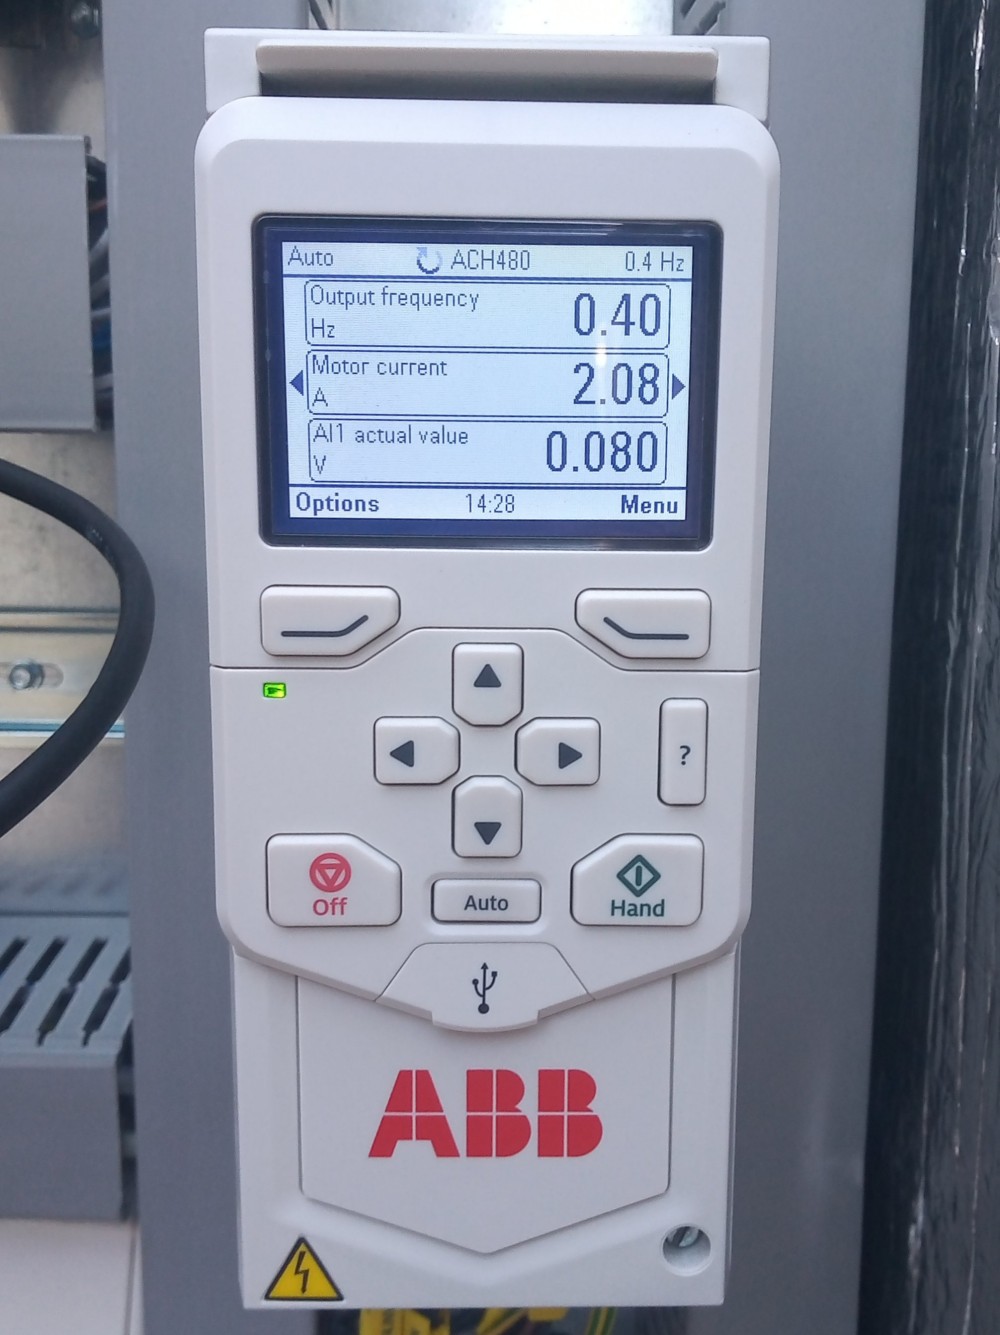 Auto ACH480 0.4 Hz
Output frequency 0.40
Hz
Motor current 2.08
A
AI1 actual value 0.080
V
Options 14:28 Menu
?
Off Auto Hand
ABB